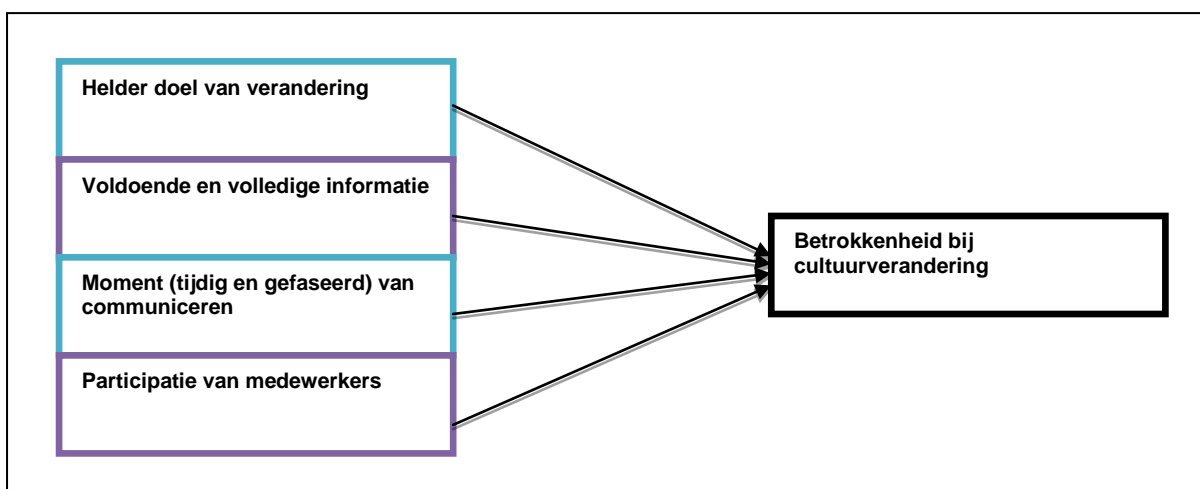 Helder doel van verandering
Voldoende en volledige informatie
Moment (tijdig en gefaseerd) van
communiceren
Participatie van medewerkers
Betrokkenheid bij
cultuurverandering